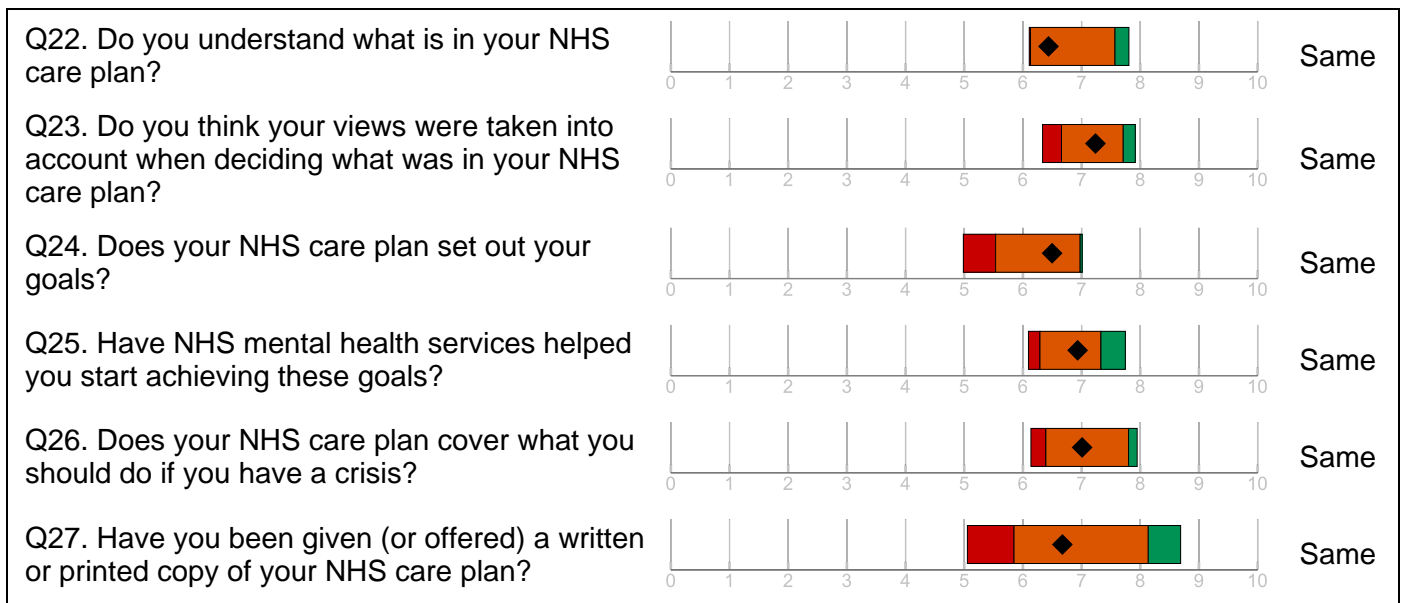 Q22. Do you understand what is in your NHS
care plan?
Same
0 1 2 3 4 5 6 7 8 9 10
Q23. Do you think your views were taken into
account when deciding what was in your NHS
care plan?
Same
0 1 2 3 4 5 6 7 8 9 10
Q24. Does your NHS care plan set out your
goals?
Same
0 1 2 3 4 5 6 7 8 9 10
Q25. Have NHS mental health services helped
you start achieving these goals?
Same
0 1 2 3 4 5 6 7 8 9 10
Q26. Does your NHS care plan cover what you
should do if you have a crisis?
Same
0 1 2 3 4 5 6 7 8 9 10
Q27. Have you been given (or offered) a written
or printed copy of your NHS care plan?
Same
0 1 2 3 4 5 6 7 8 9 10